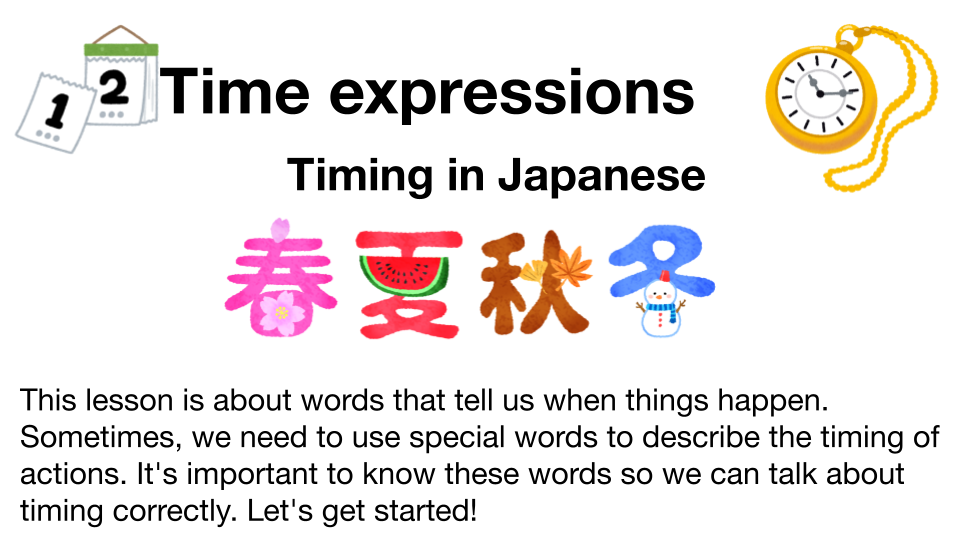 1
2
Time expressions
Timing in Japanese
春夏秋冬
This lesson is about words that tell us when things happen.
Sometimes, we need to use special words to describe the timing of
actions. It's important to know these words so we can talk about
timing correctly. Let's get started!